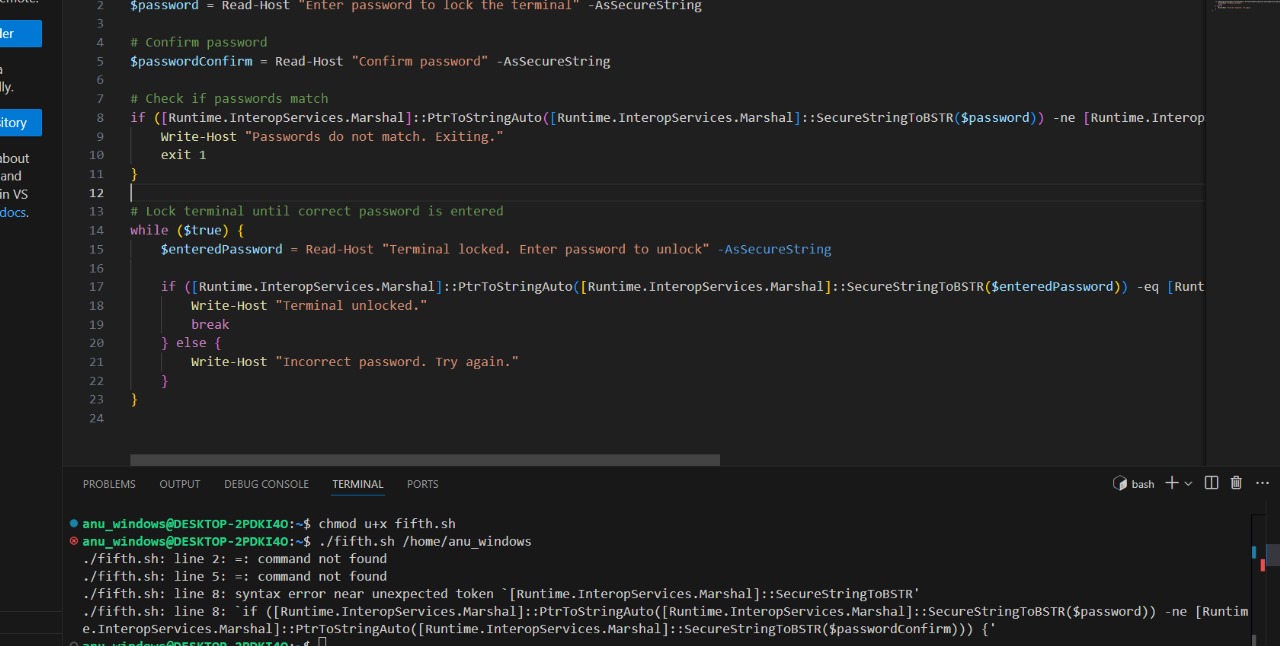 der
lly.
sitory
about
and
in VS
docs.
2 $password = Read-Host "Enter password to lock the terminal" -AsSecureString
3
4 # Confirm password
5 $passwordConfirm = Read-Host "Confirm password" -AsSecureString
6
7 # Check if passwords match
8 if ([Runtime.InteropServices.Marshal]::PtrToStringAuto([Runtime.InteropServices.Marshal]::SecureStringToBSTR($password)) -ne [Runtime.Interop
9 Write-Host "Passwords do not match. Exiting."
10 exit 1
11 }
12
13 # Lock terminal until correct password is entered
14 while ($true) {
15 $enteredPassword = Read-Host "Terminal locked. Enter password to unlock" -AsSecureString
16
17 if ([Runtime.InteropServices.Marshal]::PtrToStringAuto([Runtime.InteropServices.Marshal]::SecureStringToBSTR($enteredPassword)) -eq [Runt
18 Write-Host "Terminal unlocked."
19 break
20 } else {
21 Write-Host "Incorrect password. Try again."
22 }
23 }
24
PROBLEMS OUTPUT DEBUG CONSOLE TERMINAL PORTS bash
anu_windows@DESKTOP-2PDKI4O:~$ chmod u+x fifth.sh
anu_windows@DESKTOP-2PDKI4O:~$ ./fifth.sh /home/anu_windows
./fifth.sh: line 2: =: command not found
./fifth.sh: line 5: =: command not found
./fifth.sh: line 8: syntax error near unexpected token `[Runtime.InteropServices.Marshal]::SecureStringToBSTR'
./fifth.sh: line 8: `if ([Runtime.InteropServices.Marshal]::PtrToStringAuto([Runtime.InteropServices.Marshal]::SecureStringToBSTR($password)) -ne [Runtim
e.InteropServices.Marshal]::PtrToStringAuto([Runtime.InteropServices.Marshal]::SecureStringToBSTR($passwordConfirm))) {'
anu_windows@DESKTOP-2PDKI4O:~$